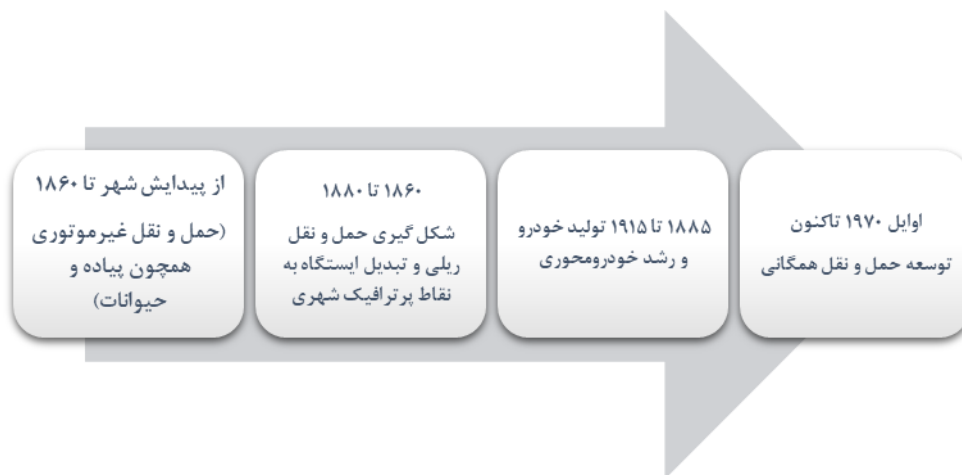 از پیدایش شهر تا ۱۸۶۰
(حمل و نقل غیرموتوری
همچون پیاده و
حیوانات)
۱۸۶۰ تا ۱۸۸۰
شکل گیری حمل و نقل
ریلی و تبدیل ایستگاه به
نقاط پرترافیک شهری
۱۸۸۵ تا ۱۹۱۵ تولید خودرو
و رشد خودرومحوری
اوایل ۱۹۷۰ تاکنون
توسعه حمل و نقل همگانی